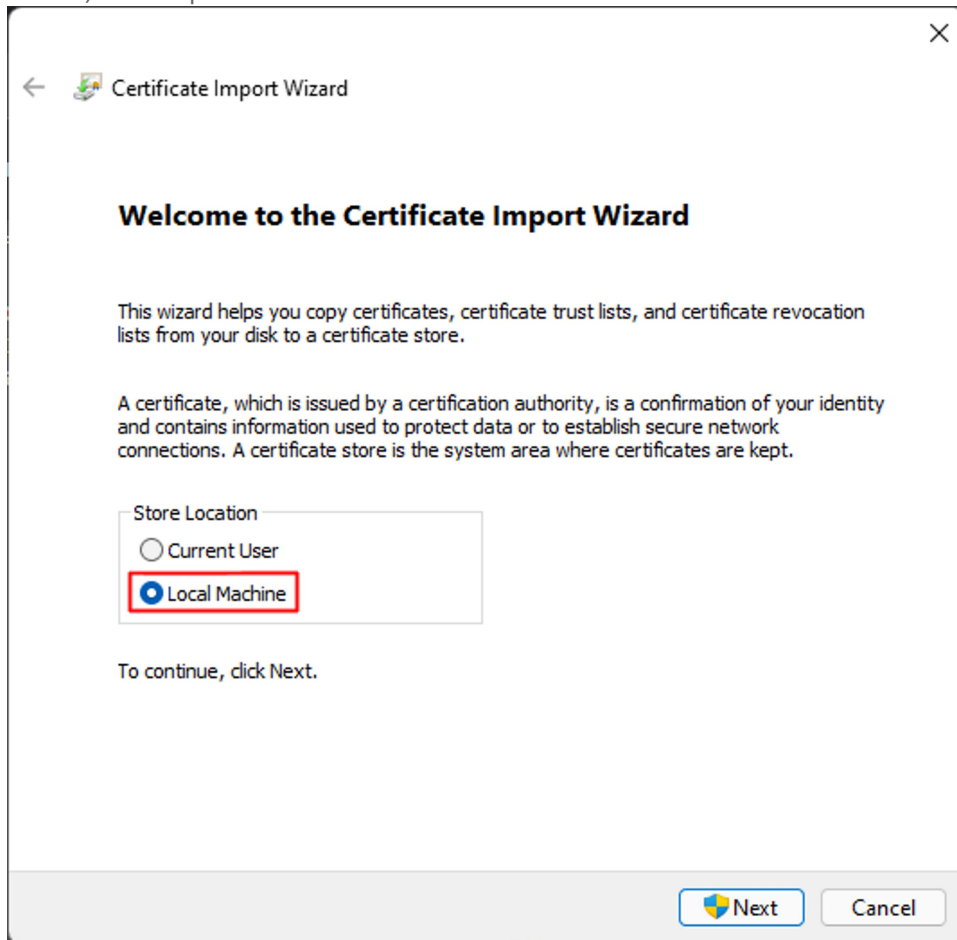 Certificate Import Wizard
Welcome to the Certificate Import Wizard
This wizard helps you copy certificates, certificate trust lists, and certificate revocation
lists from your disk to a certificate store.
A certificate, which is issued by a certification authority, is a confirmation of your identity
and contains information used to protect data or to establish secure network
connections. A certificate store is the system area where certificates are kept.
Store Location
Current User
Local Machine
To continue, click Next.
Next
Cancel